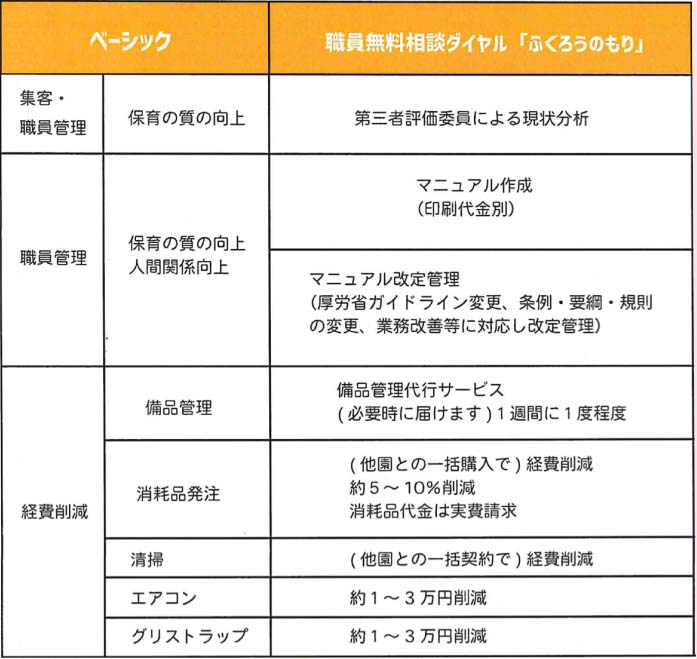 ベーシック
職員無料相談ダイヤル「ふくろうのもり」
集客・
職員管理
保育の質の向上
第三者評価委員による現状分析
職員管理
保育の質の向上
人間関係向上
マニュアル作成
(印刷代金別)
マニュアル改定管理
(厚労省ガイドライン変更、条例・要綱・規則
の変更、業務改善等に対応し改定管理)
経費削減
備品管理
備品管理代行サービス
(必要時に届けます)1週間に1度程度
消耗品発注
(他園との一括購入で)経費削減
約5～10%削減
消耗品代金は実費請求
清掃
(他園との一括契約で)経費削減
エアコン
約1～3万円削減
グリストラップ
約1～3万円削減